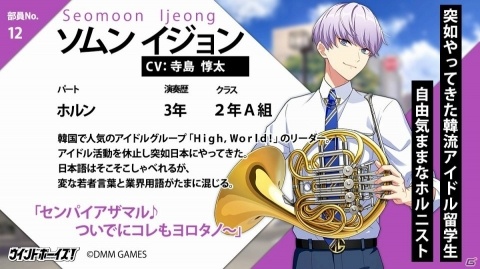 部員No.
12
Seomoon Ijeong
ソムン イジョン
CV: 寺島 惇太
パート
演奏歴
クラス
ホルン
3年
2年A組
韓国で人気のアイドルグループ「High, World!」のリーダー。
アイドル活動を休止し突如日本にやってきた。
日本語はそこそこしゃべれるが、
変な若者言葉と業界用語がたまに混じる。
「センパイアザマル♪
ついでにコレもヨロタノ~」
突如やってきた韓流アイドル留学生
自由気ままなホルニスト
ウインドボーイズ!
©DMM GAMES